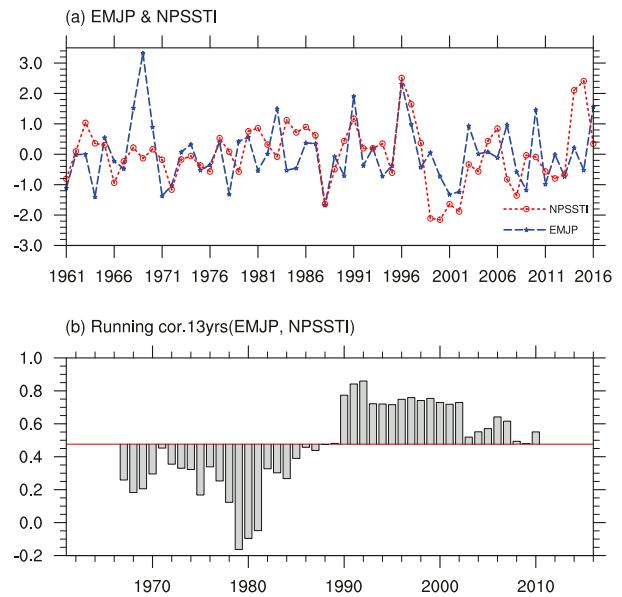 (a) EMJP & NPSSTI
3.0
2.0
1.0
0.0
-1.0
-2.0
-3.0
NPSSTI
EMJP
1961 1966 1971 1976 1981 1986 1991 1996 2001 2006 2011 2016
(b) Running cor.13yrs(EMJP, NPSSTI)
1.0
0.8
0.6
0.4
0.2
0.0
-0.2
1970 1980 1990 2000 2010